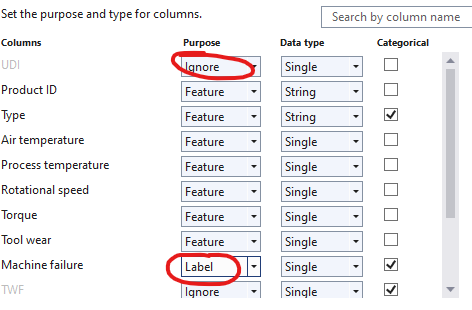 Set the purpose and type for columns.
Search by column name
Columns Purpose Data type Categorical
UDI Ignore Single
Product ID Feature String
Type Feature String
Air temperature Feature Single
Process temperature Feature Single
Rotational speed Feature Single
Torque Feature Single
Tool wear Feature Single
Machine failure Label Single
TWF Ignore Single